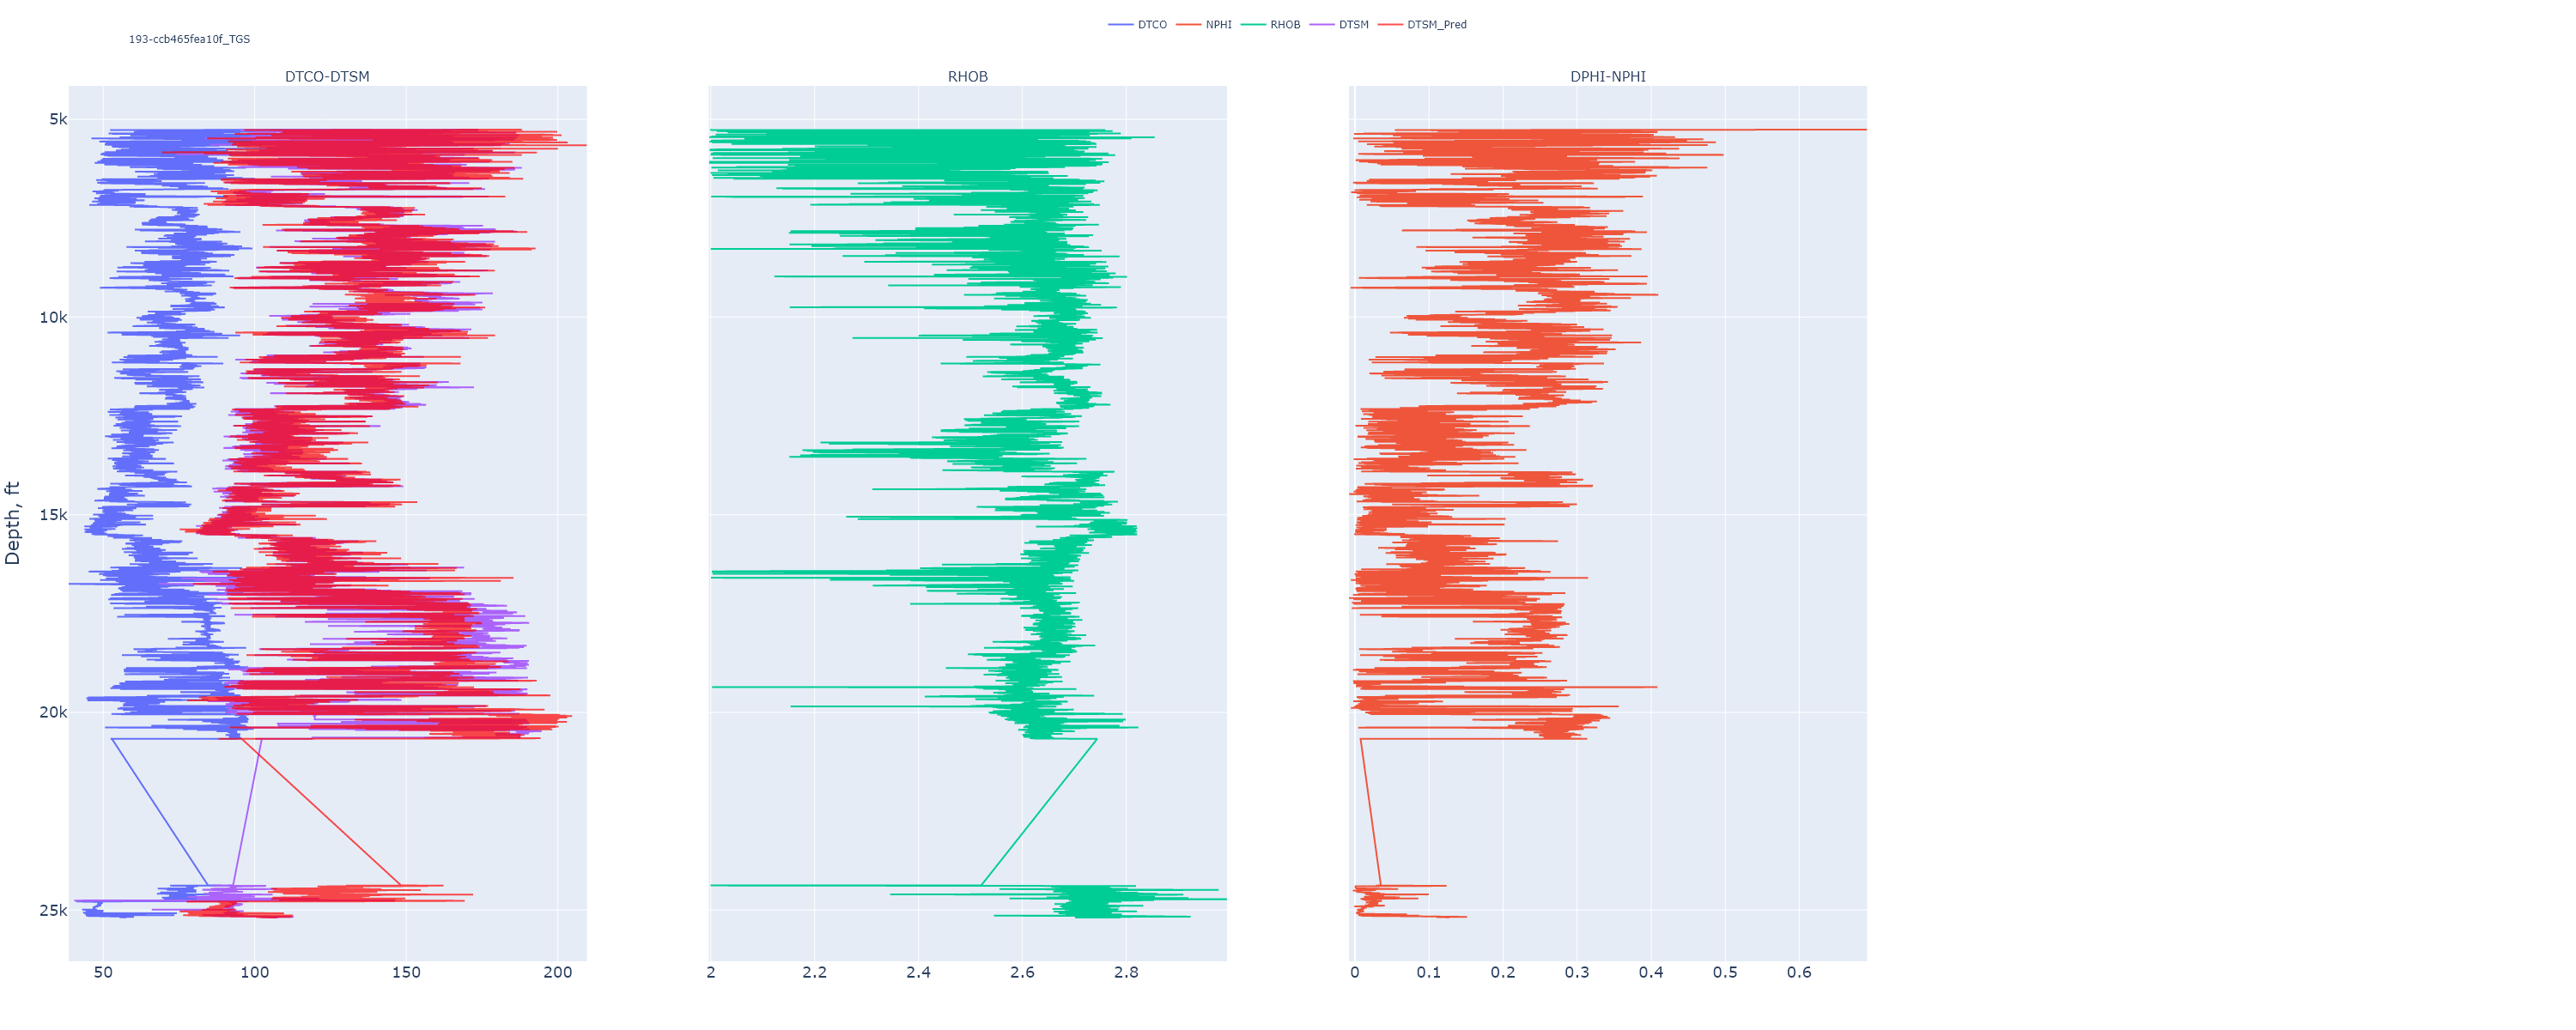 DTCO NPHI RHOB DTSM DTSM_Pred
193-ccb465fea10f_TGS
DTCO-DTSM RHOB DPHI-NPHI
5k
10k
15k
20k
25k
Depth, ft
50 100 150 200 2 2.2 2.4 2.6 2.8 0 0.1 0.2 0.3 0.4 0.5 0.6